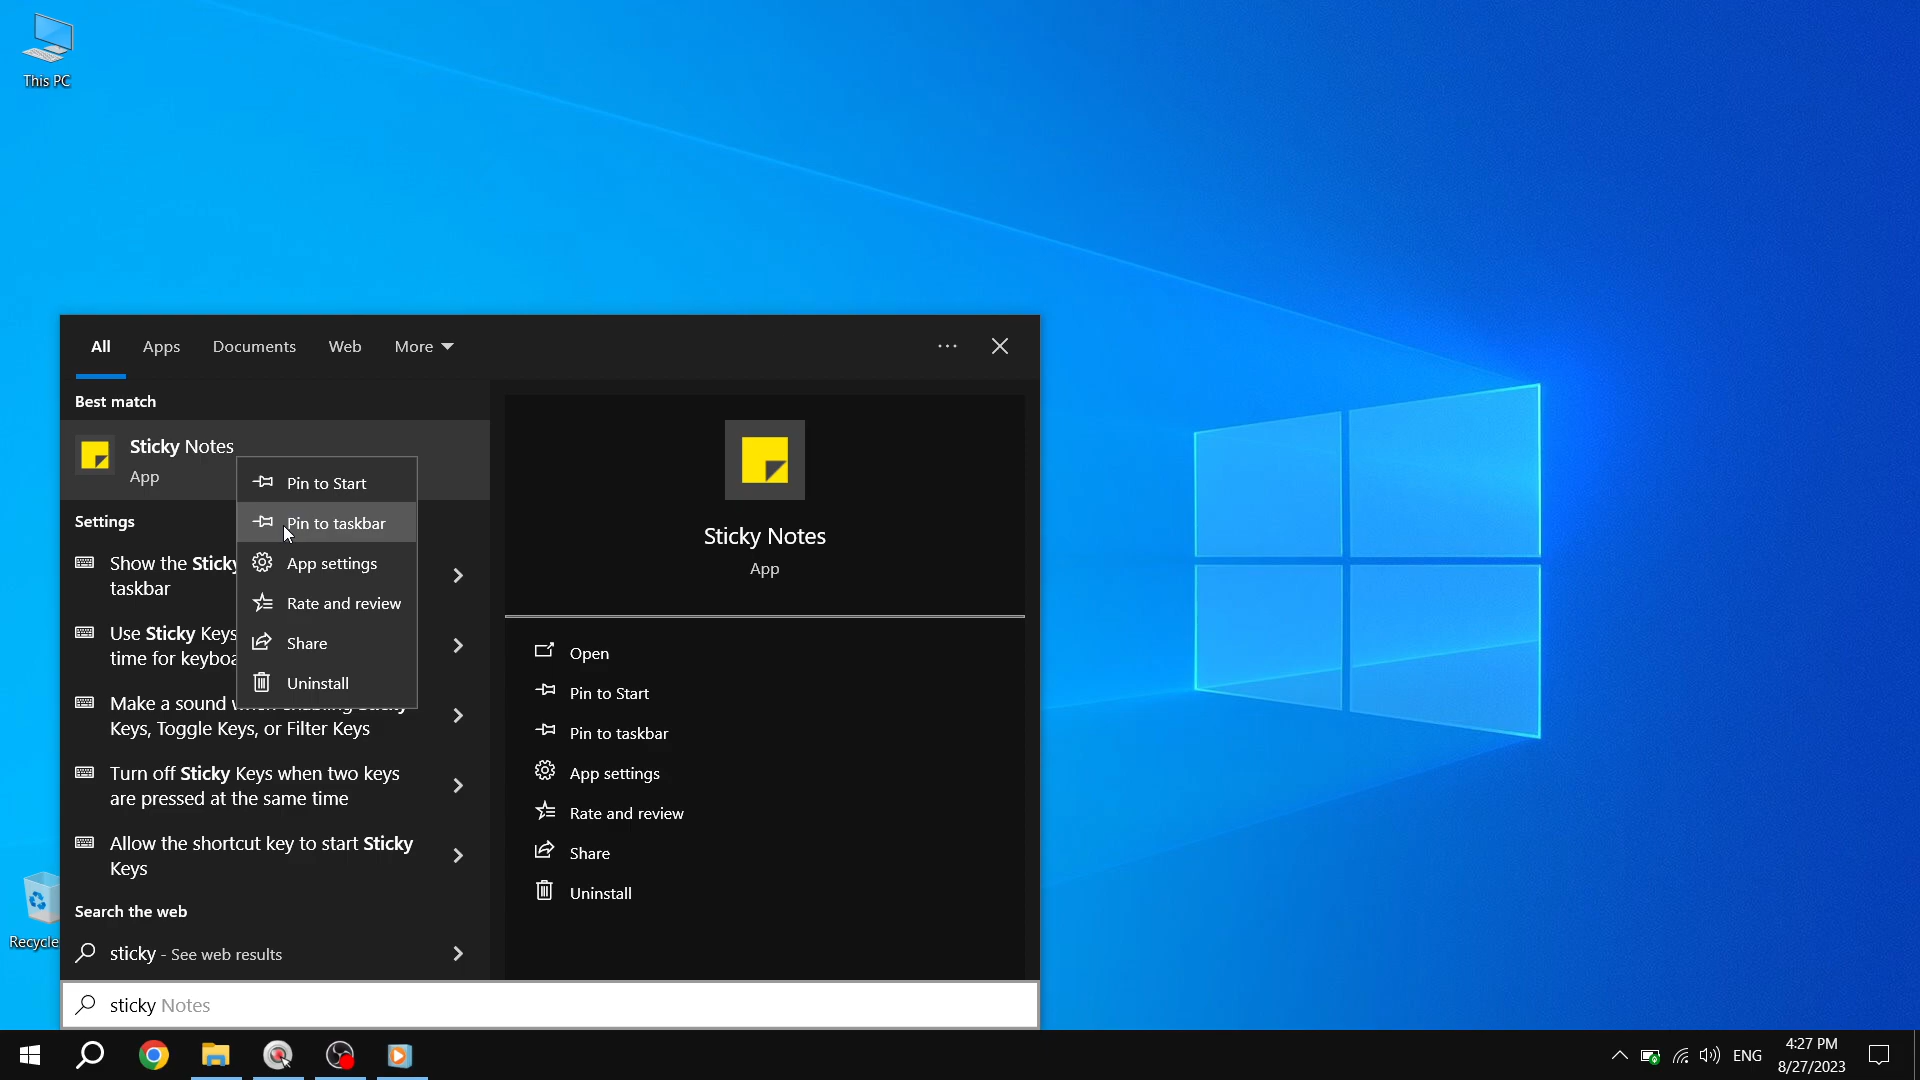 This PC
All
Apps
Documents
Web
More
Best match
Sticky Notes
App
Settings
Show the Sticky
taskbar
Use Sticky Keys
time for
Make a sound
Keys, Toggle Keys, or Filter Keys
Turn off Sticky Keys when two keys
are pressed at the same time
Allow the shortcut key to start Sticky
Keys
Search the web
sticky - See web results
sticky Notes
Pin to Start
Pin to taskbar
App settings
Rate and review
Share
Uninstall
Sticky Notes
App
Open
Pin to Start
Pin to taskbar
App settings
Rate and review
Share
Uninstall
Recycle
ENG
4:27 PM
8/27/2023